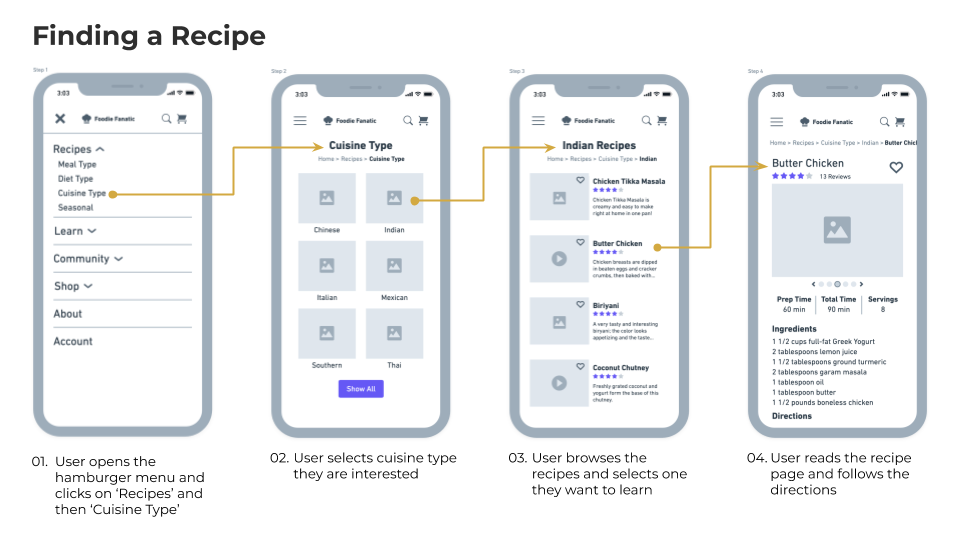 Finding a Recipe
Step 1
3:03
Foodie Fanatic
Recipes
Meal Type
Diet Type
Cuisine Type
Seasonal
Learn
Community
Shop
About
Account
01. User opens the
hamburger menu and
clicks on ‘Recipes’ and
then ‘Cuisine Type’
Step 2
3:03
Foodie Fanatic
Cuisine Type
Home > Recipes > Cuisine Type
Chinese
Indian
Italian
Mexican
Southern
Thai
Show All
02. User selects cuisine type
they are interested
Step 3
3:03
Foodie Fanatic
Indian Recipes
Home > Recipes > Cuisine Type > Indian
Chicken Tikka Masala
Chicken Tikka Masala is
creamy and easy to make
right at home in one pan!
Butter Chicken
Chicken breasts are dipped
in beaten eggs and cracker
crumbs, then baked with...
Biriyani
A very tasty and interesting
biryani: the color looks
appetizing and the taste...
Coconut Chutney
Freshly grated coconut and
yogurt form the base of this
chutney.
03. User browses the
recipes and selects one
they want to learn
Step 4
3:03
Foodie Fanatic
Home > Recipes > Cuisine Type > Indian > Butter Chicl
Butter Chicken
13 Reviews
Prep Time
60 min
Total Time
90 min
Servings
8
Ingredients
1 1/2 cups full-fat Greek Yogurt
2 tablespoons lemon juice
1 1/2 tablespoons ground turmeric
2 tablespoons garam masala
1 tablespoon oil
1 tablespoon butter
1 1/2 pounds boneless chicken
Directions
04. User reads the recipe
page and follows the
directions